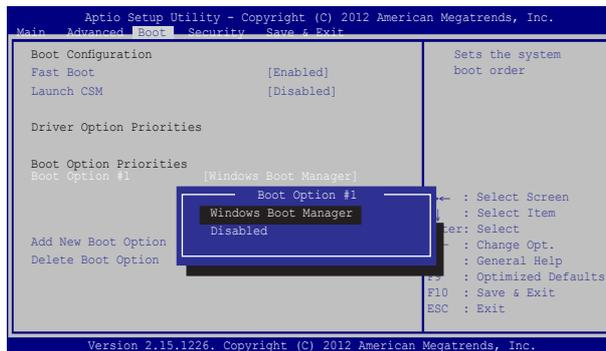 Aptio Setup Utility - Copyright (C) 2012 American Megatrends, Inc.
Main Advanced Boot Security Save & Exit
Boot Configuration
Fast Boot [Enabled]
Launch CSM [Disabled]
Driver Option Priorities
Boot Option Priorities
Boot Option #1 [Windows Boot Manager]
Add New Boot Option
Delete Boot Option
Boot Option #1
Windows Boot Manager
Disabled
Sets the system
boot order
→← : Select Screen
: Select Item
: Select
: Change Opt.
: General Help
F9 : Optimized Defaults
F10 : Save & Exit
ESC : Exit
Version 2.15.1226. Copyright (C) 2012 American Megatrends, Inc.